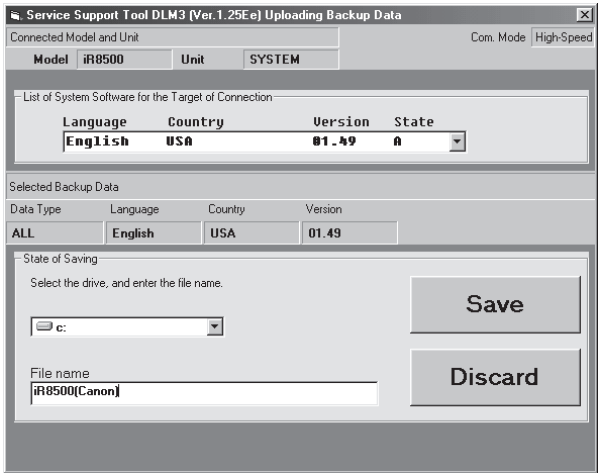 Service Support Tool DLM3 (Ver.1.25Ee) Uploading Backup Data
Connected Model and Unit
Com. Mode High-Speed
Model iR8500 Unit SYSTEM
List of System Software for the Target of Connection
Language Country Version State
English USA 01.49 A
Selected Backup Data
Data Type Language Country Version
ALL English USA 01.49
State of Saving
Select the drive, and enter the file name.
c:
Save
File name
iR8500(Canon)
Discard